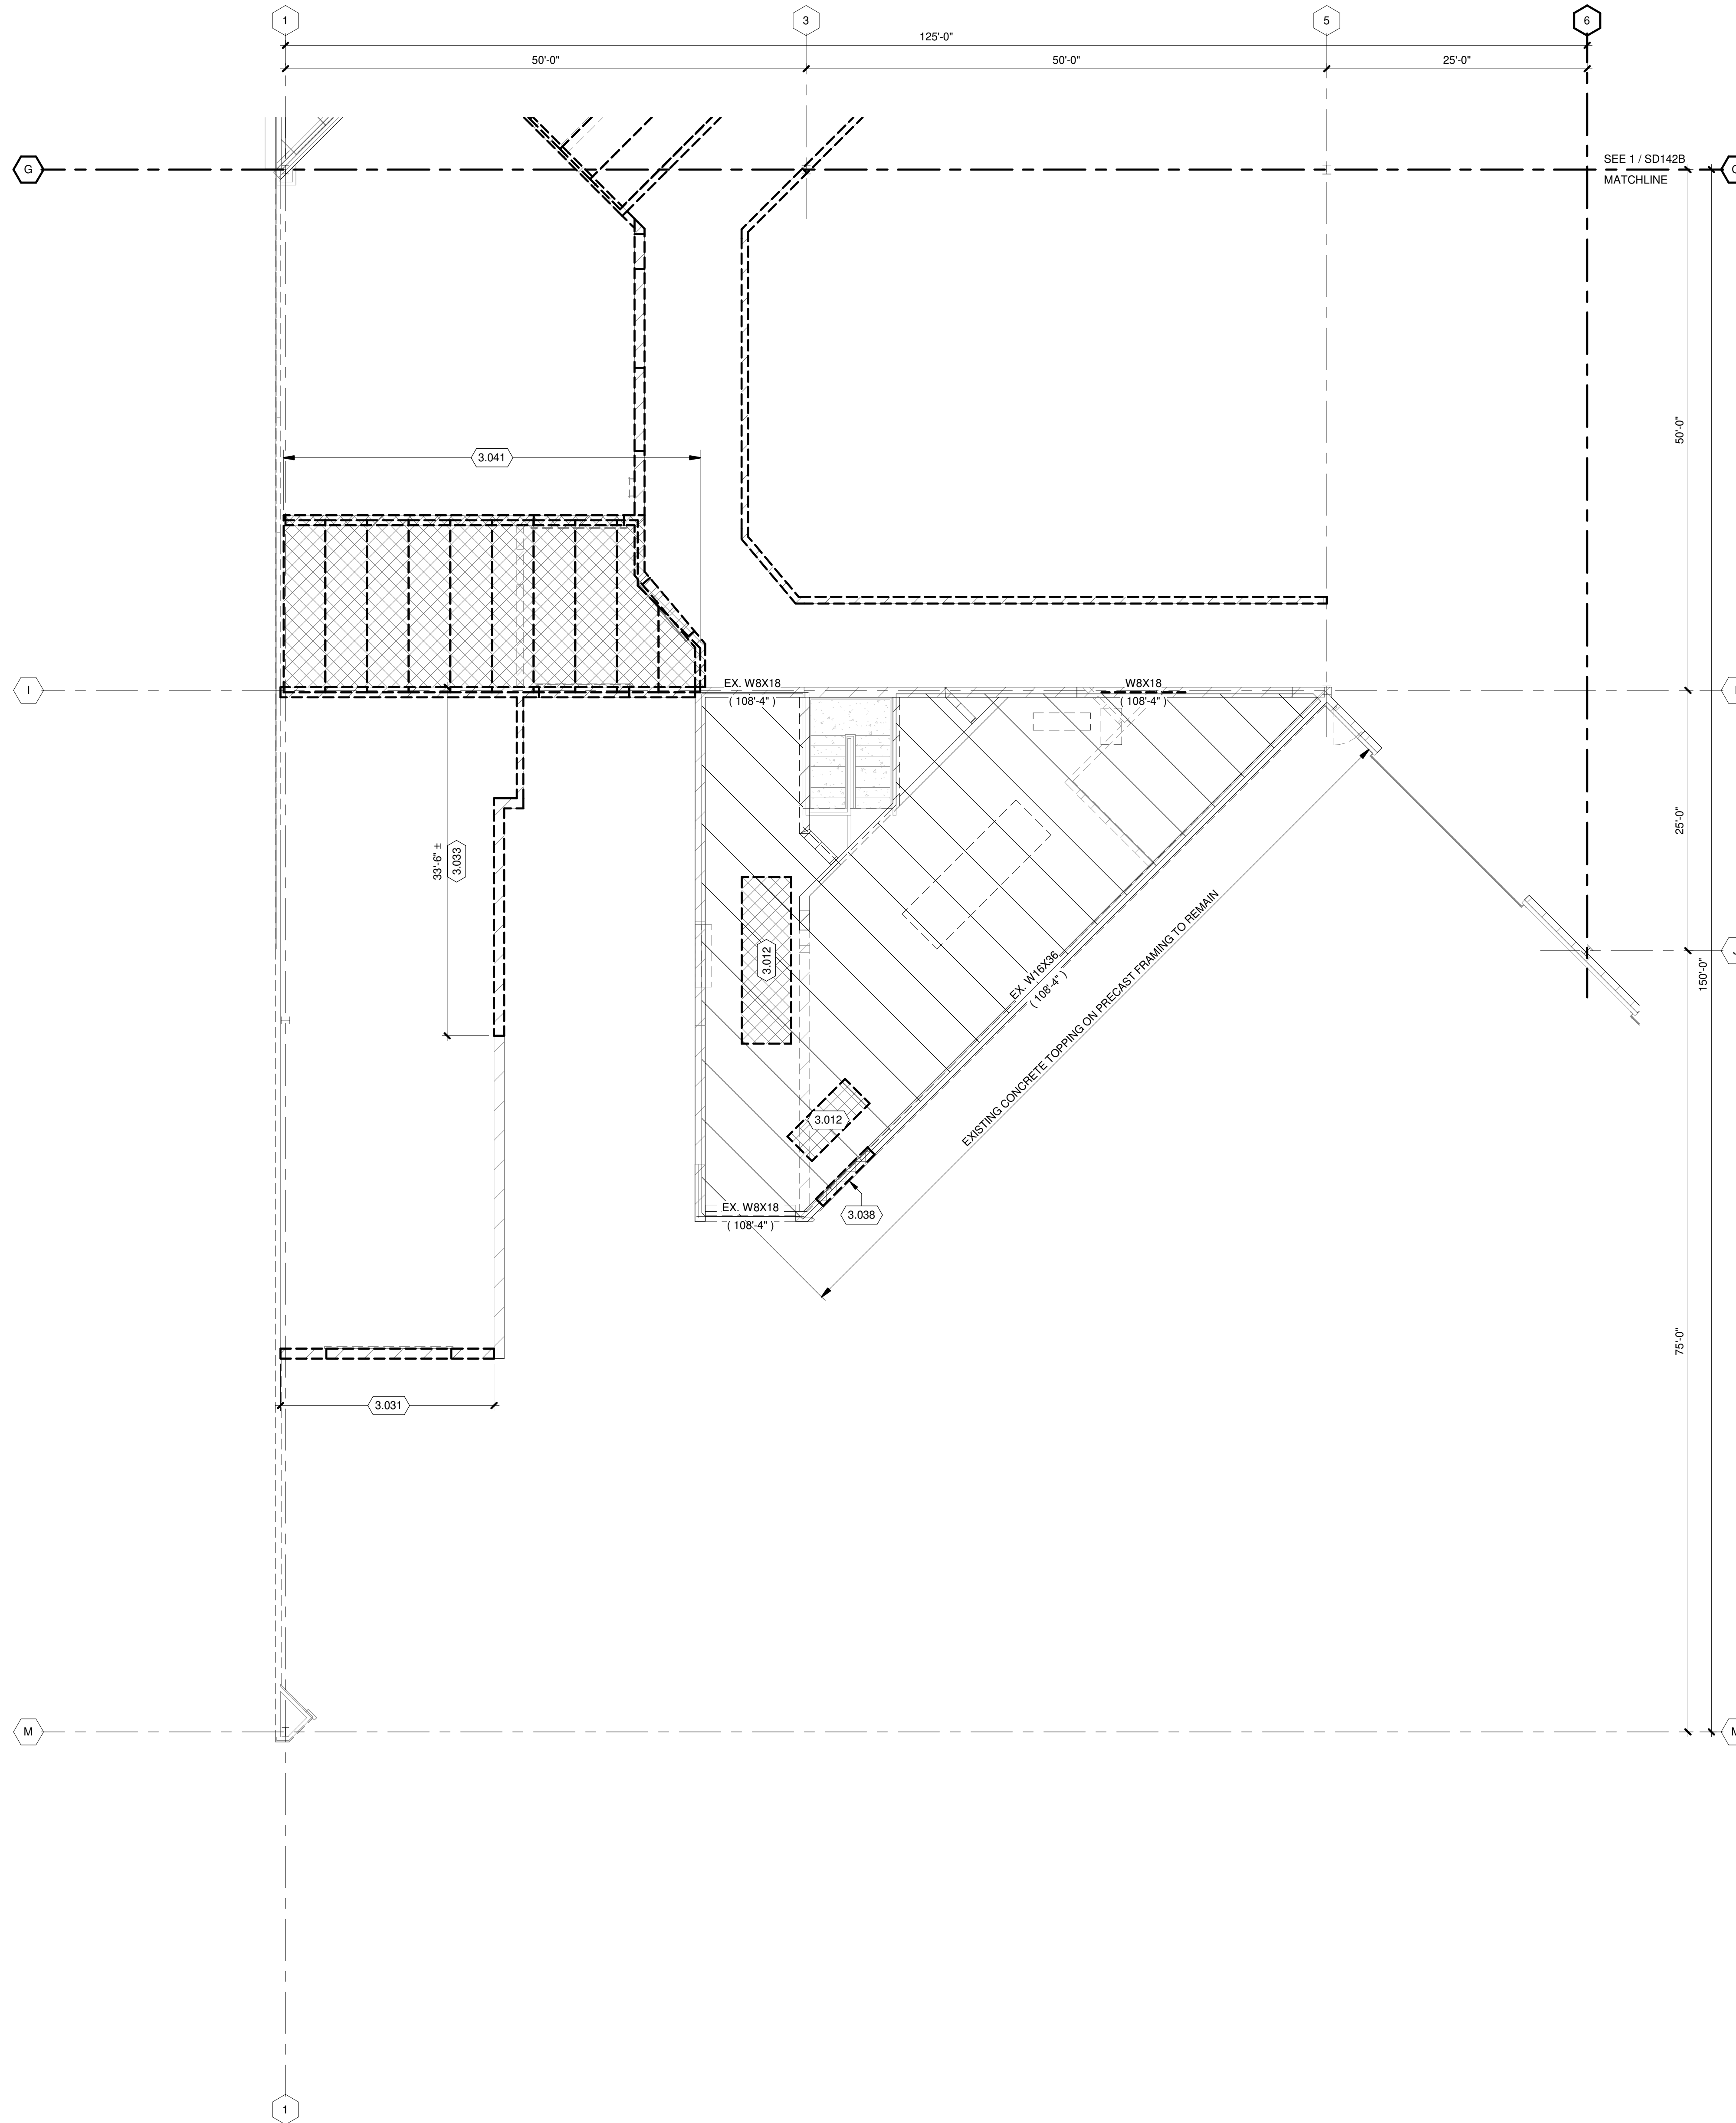 1
3
5
6
125'-0"
50'-0"
50'-0"
25'-0"
G
SEE 1 / SD142B
MATCHLINE
50'-0"
3.041
I
EX. W8X18
( 108'-4" )
W8X18
( 108'-4" )
25'-0"
33'-6" ±
3.033
3.012
EX. W16X36
( 108'-4" )
EXISTING CONCRETE TOPPING ON PRECAST FRAMING TO REMAIN
150'-0"
3.012
EX. W8X18
( 108'-4" )
3.038
75'-0"
3.031
M
1